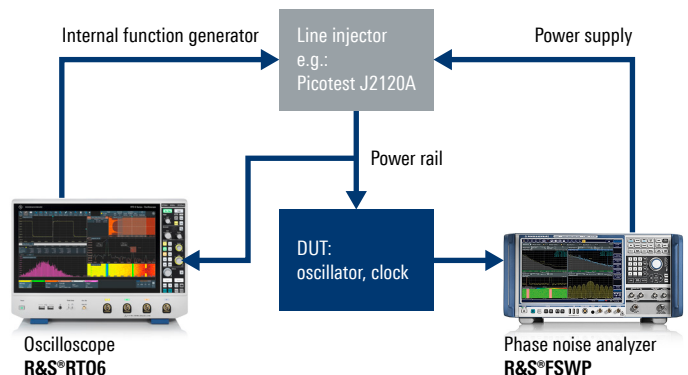 Internal function generator
Line injector
e.g.:
Picotest J2120A
Power supply
Power rail
DUT:
oscillator, clock
Oscilloscope
R&S®RTO6
Phase noise analyzer
R&S®FSWP